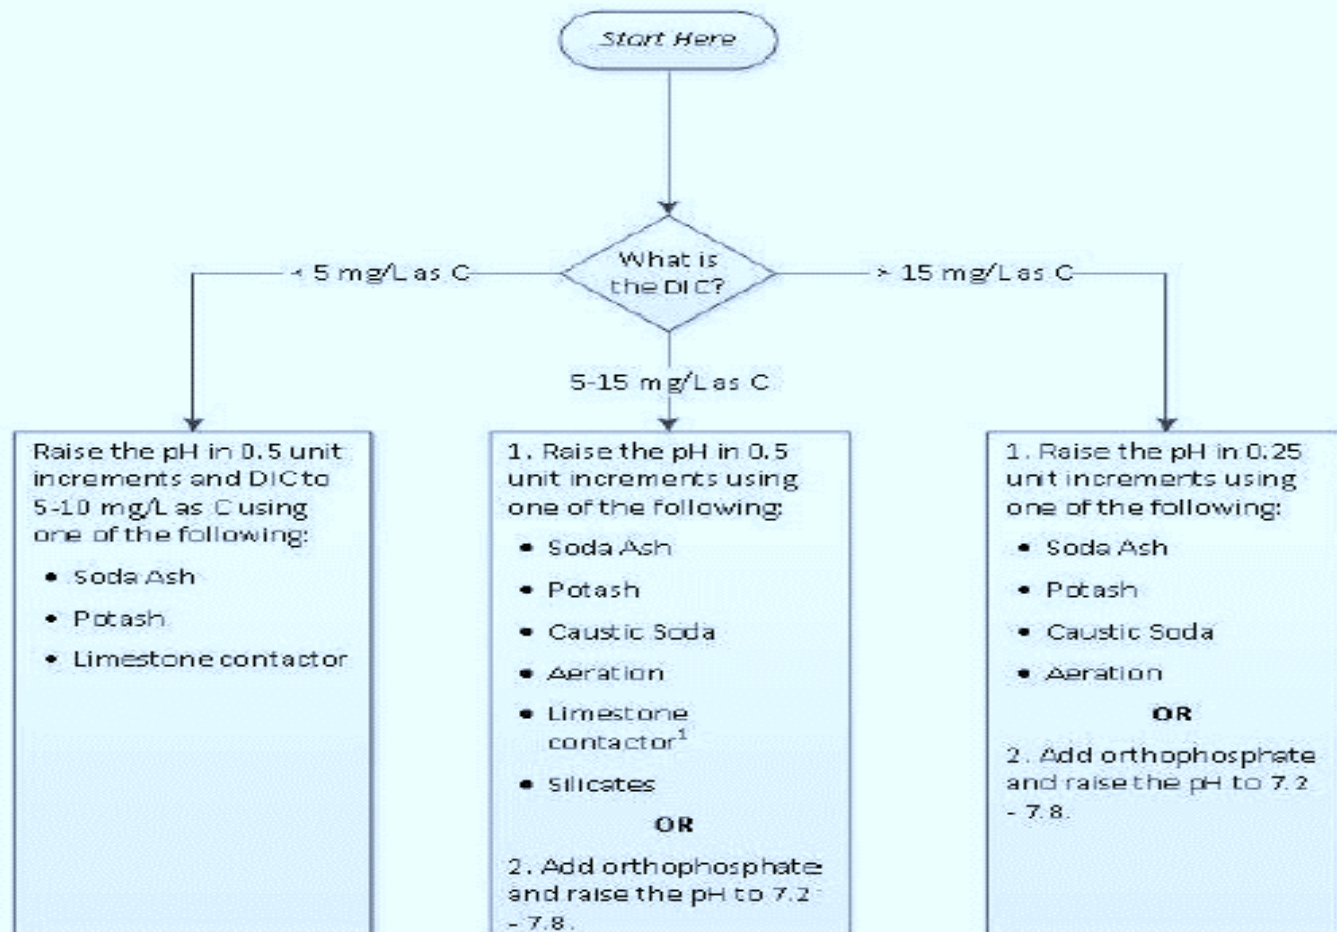 Start Here
What is
the DIC?
< 5 mg/L as C
> 15 mg/L as C
5-15 mg/L as C
Raise the pH in 0.5 unit
increments and DIC to
5-10 mg/L as C using
one of the following:
• Soda Ash
• Potash
• Limestone contactor
1. Raise the pH in 0.5
unit increments using
one of the following:
• Soda Ash
• Potash
• Caustic Soda
• Aeration
• Limestone
contactor¹
• Silicates
OR
2. Add orthophosphate
and raise the pH to 7.2
- 7.8.
1. Raise the pH in 0.25
unit increments using
one of the following:
• Soda Ash
• Potash
• Caustic Soda
• Aeration
OR
2. Add orthophosphate
and raise the pH to 7.2
- 7.8.